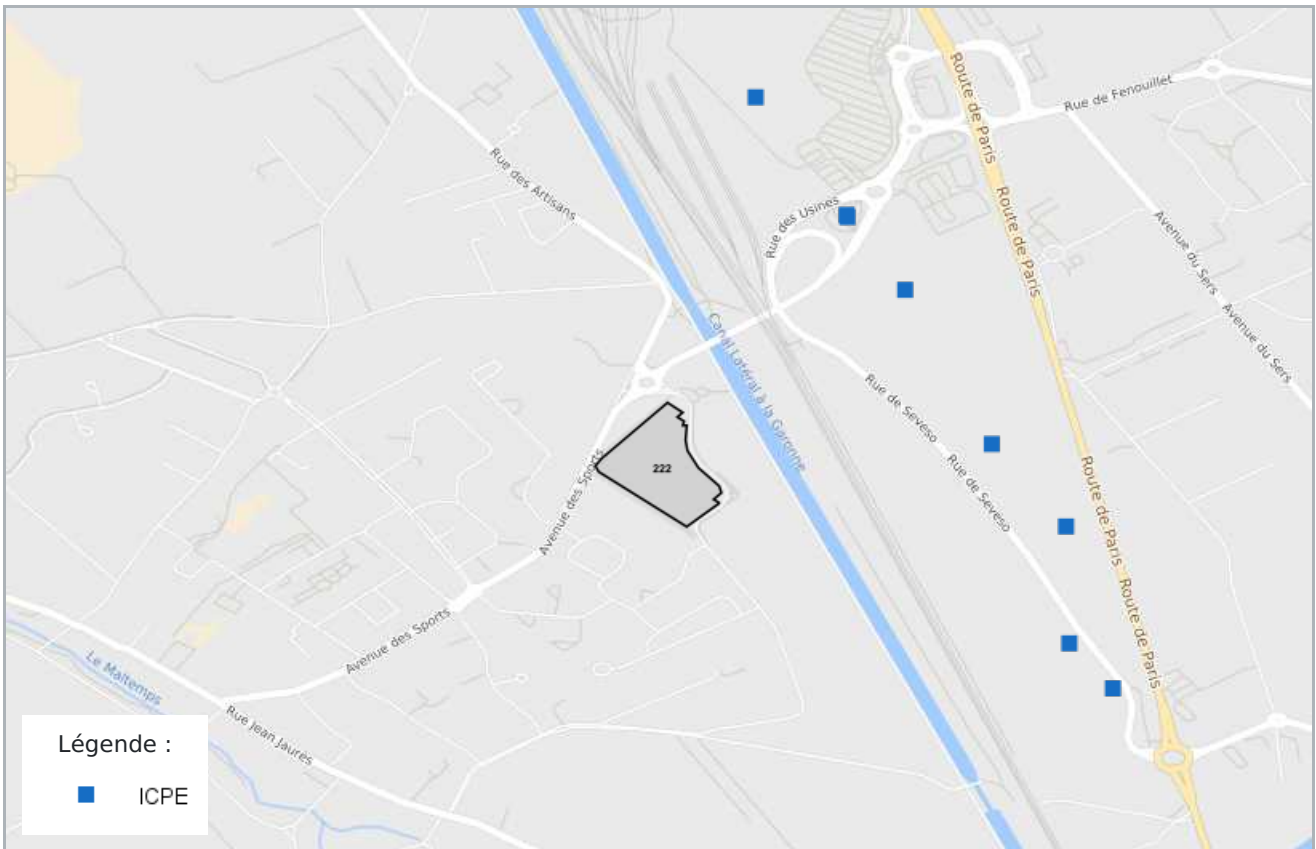 Route de Paris
Rue de Fenouillet
Rue des Artisans
Route de Paris
Rue des Usines
Avenue du Sers
Avenue du Sers
Canal Latéral à la Garonne
Rue de Seveso
Rue de Seveso
Avenue des Sports
222
Route de Paris
Route de Paris
Avenue des Sports
Le Maltemps
Rue Jean Jaurès
Légende :
ICPE